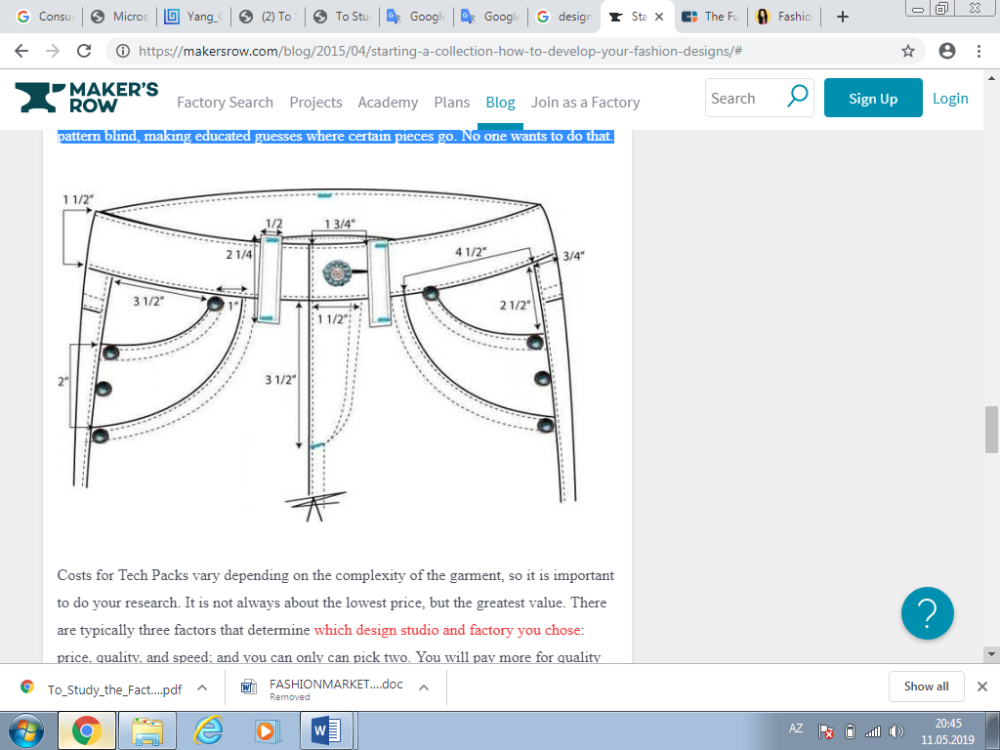 Consu
Micros
Yang_C
(2) To
To Stu
Google
Google
design
Sta
The Fu
Fashio
https://makersrow.com/blog/2015/04/starting-a-collection-how-to-develop-your-fashion-designs/#
MAKER'S
ROW
Factory Search Projects Academy Plans Blog Join as a Factory
Search
Sign Up
Login
pattern blind, making educated guesses where certain pieces go. No one wants to do that.
1 1/2"
1/2
1 3/4"
2 1/4
4 1/2"
3/4"
3 1/2"
1"
1 1/2"
2 1/2"
2"
3 1/2"
Costs for Tech Packs vary depending on the complexity of the garment, so it is important
to do your research. It is not always about the lowest price, but the greatest value. There
are typically three factors that determine which design studio and factory you chose:
price, quality, and speed; and you can only can pick two. You will pay more for quality
?
To_Study_the_Fact....pdf
FASHIONMARKET....doc
Removed
Show all
AZ
20:45
11.05.2019